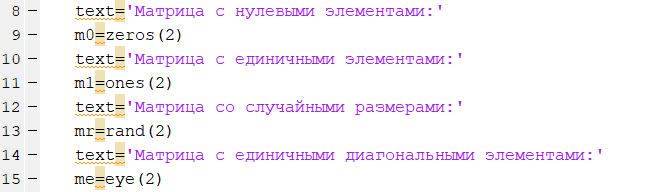 8 – text='Матрица с нулевыми элементами:'
9 – m0=zeros(2)
10 – text='Матрица с единичными элементами:'
11 – m1=ones(2)
12 – text='Матрица со случайными размерами:'
13 – mr=rand(2)
14 – text='Матрица с единичными диагональными элементами:'
15 – me=eye(2)